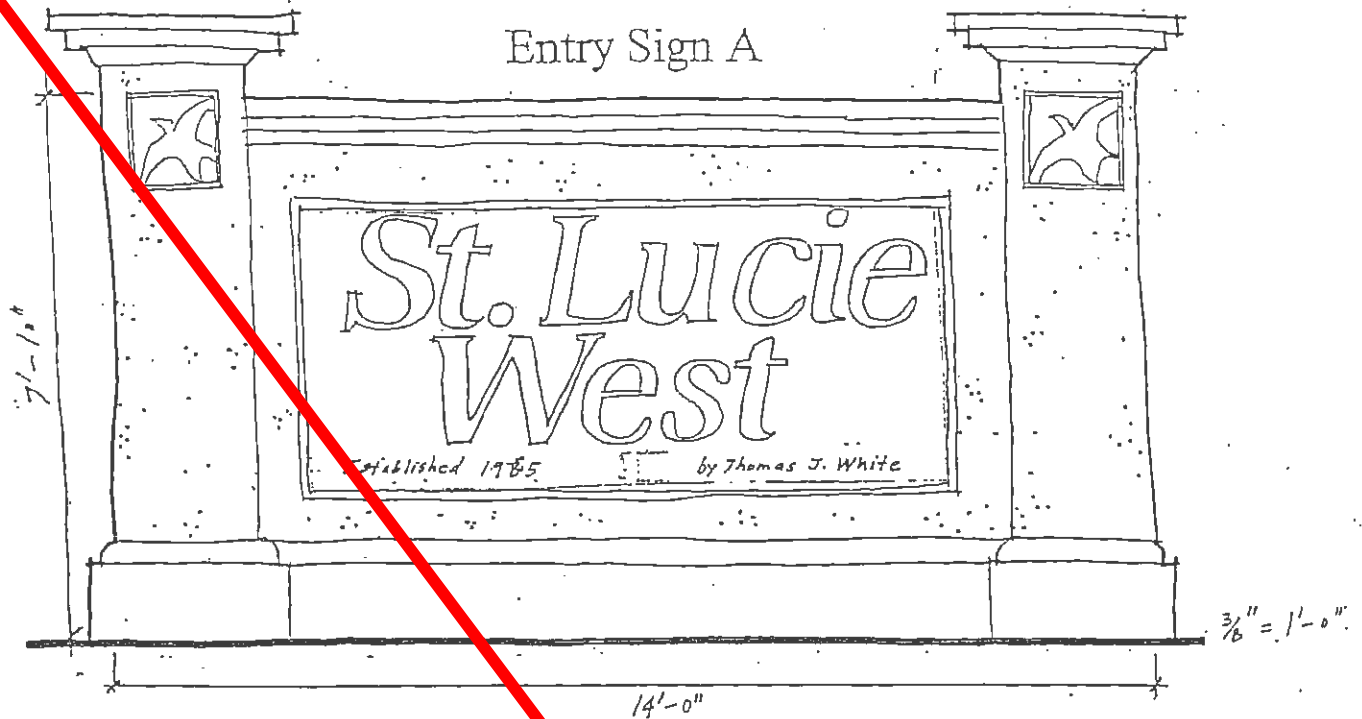 Entry Sign A
St. Lucie
West
Established 1985 by Thomas J. White
7'-10"
3/8" = 1'-0"
14'-0"